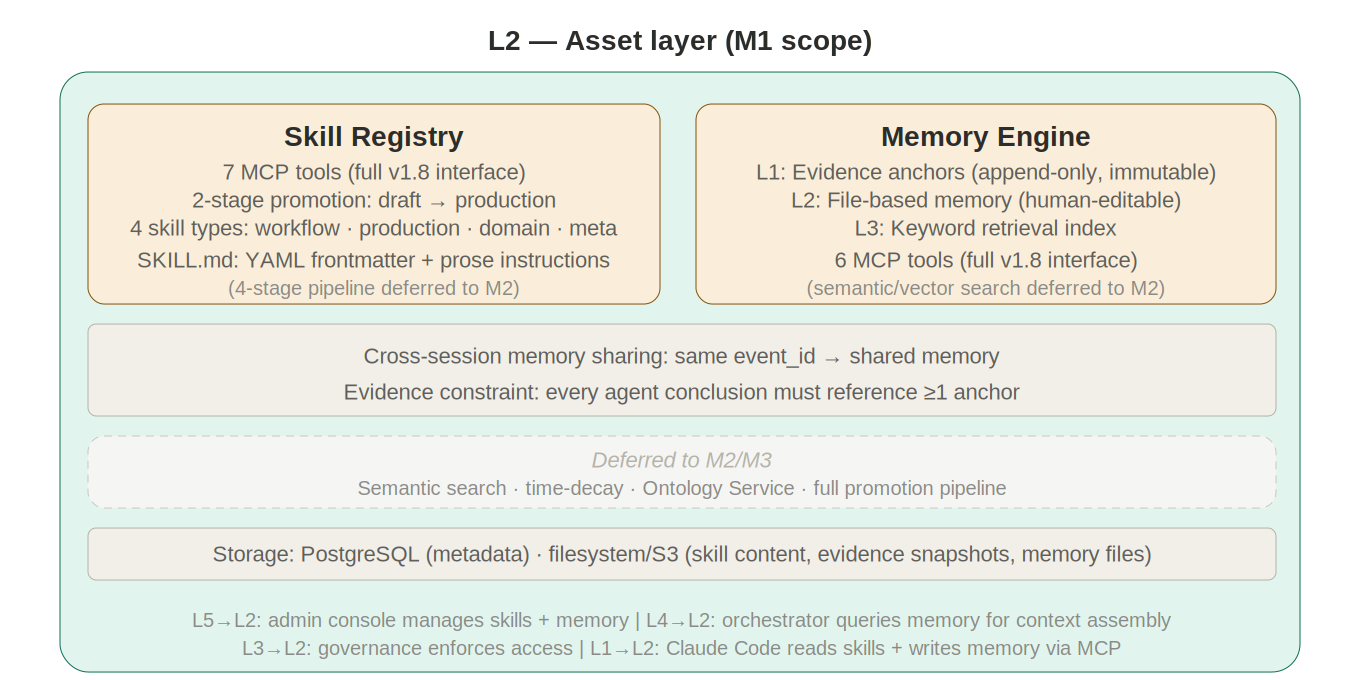 L2 — Asset layer (M1 scope)
Skill Registry
7 MCP tools (full v1.8 interface)
2-stage promotion: draft → production
4 skill types: workflow · production · domain · meta
SKILL.md: YAML frontmatter + prose instructions
(4-stage pipeline deferred to M2)
Memory Engine
L1: Evidence anchors (append-only, immutable)
L2: File-based memory (human-editable)
L3: Keyword retrieval index
6 MCP tools (full v1.8 interface)
(semantic/vector search deferred to M2)
Cross-session memory sharing: same event_id → shared memory
Evidence constraint: every agent conclusion must reference ≥1 anchor
Deferred to M2/M3
Semantic search · time-decay · Ontology Service · full promotion pipeline
Storage: PostgreSQL (metadata) · filesystem/S3 (skill content, evidence snapshots, memory files)
L5→L2: admin console manages skills + memory | L4→L2: orchestrator queries memory for context assembly
L3→L2: governance enforces access | L1→L2: Claude Code reads skills + writes memory via MCP